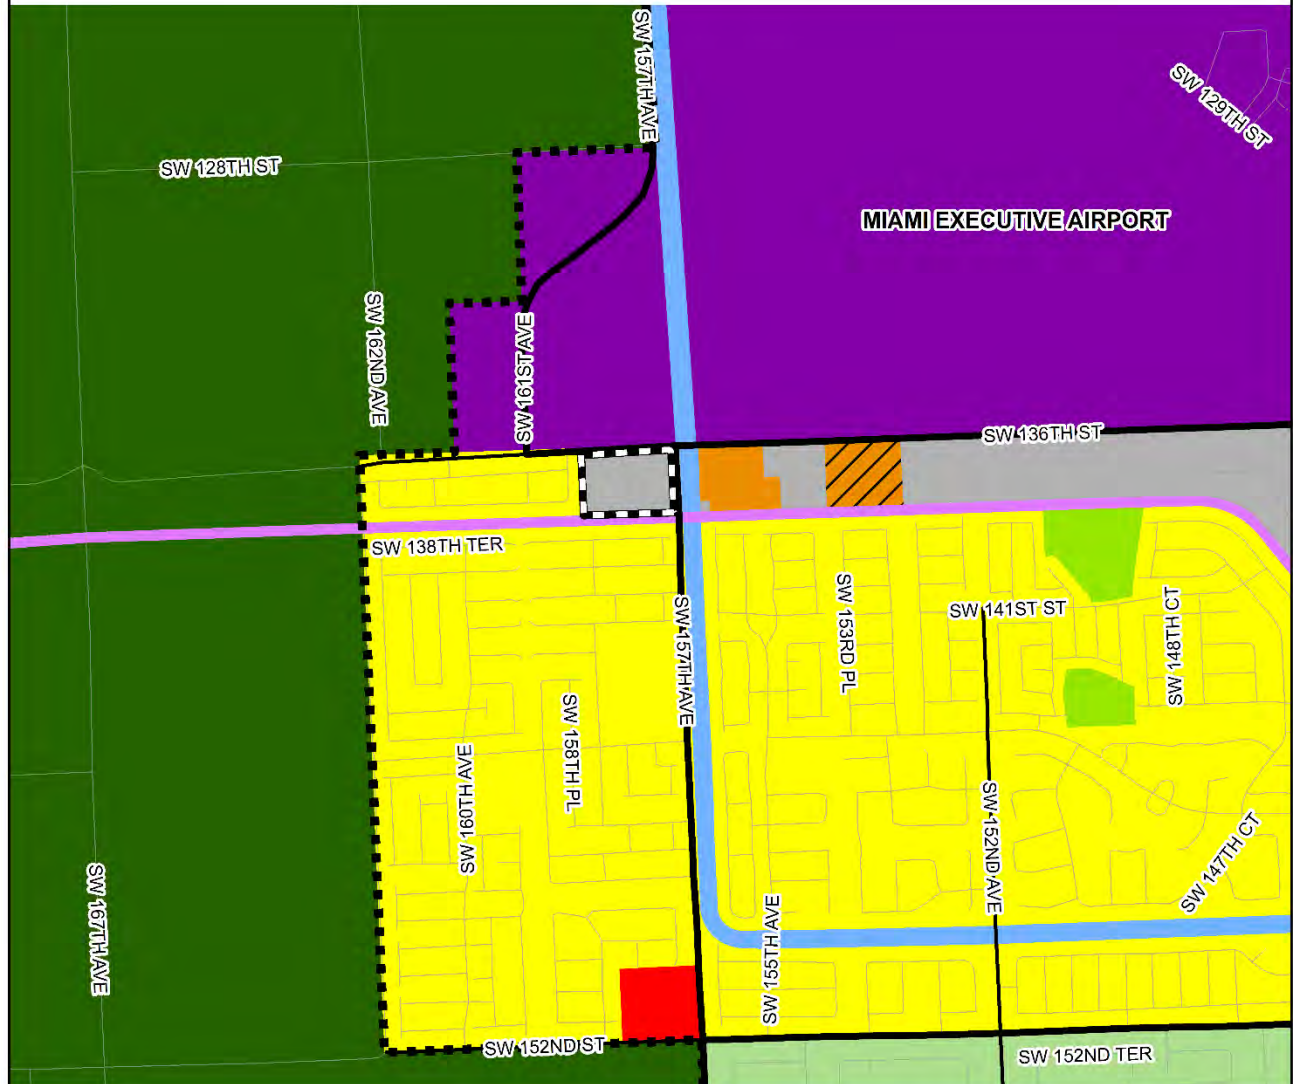 SW 157TH AVE
SW 129TH ST
SW 128TH ST
MIAMI EXECUTIVE AIRPORT
SW 162ND AVE
SW 161ST AVE
SW 136TH ST
SW 138TH TER
SW 153RD PL
SW 141ST ST
SW 148TH CT
SW 157TH AVE
SW 158TH PL
SW 160TH AVE
SW 152ND AVE
SW 147TH CT
SW 167TH AVE
SW 155TH AVE
SW 152ND ST
SW 152ND TER